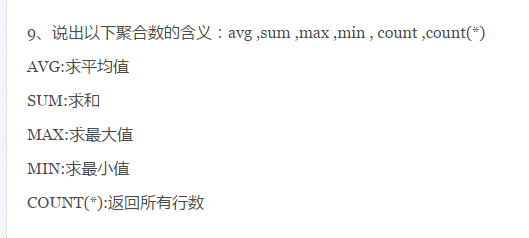 9、说出以下聚合数的含义：avg ,sum ,max ,min , count ,count(*)
AVG:求平均值
SUM:求和
MAX:求最大值
MIN:求最小值
COUNT(*):返回所有行数